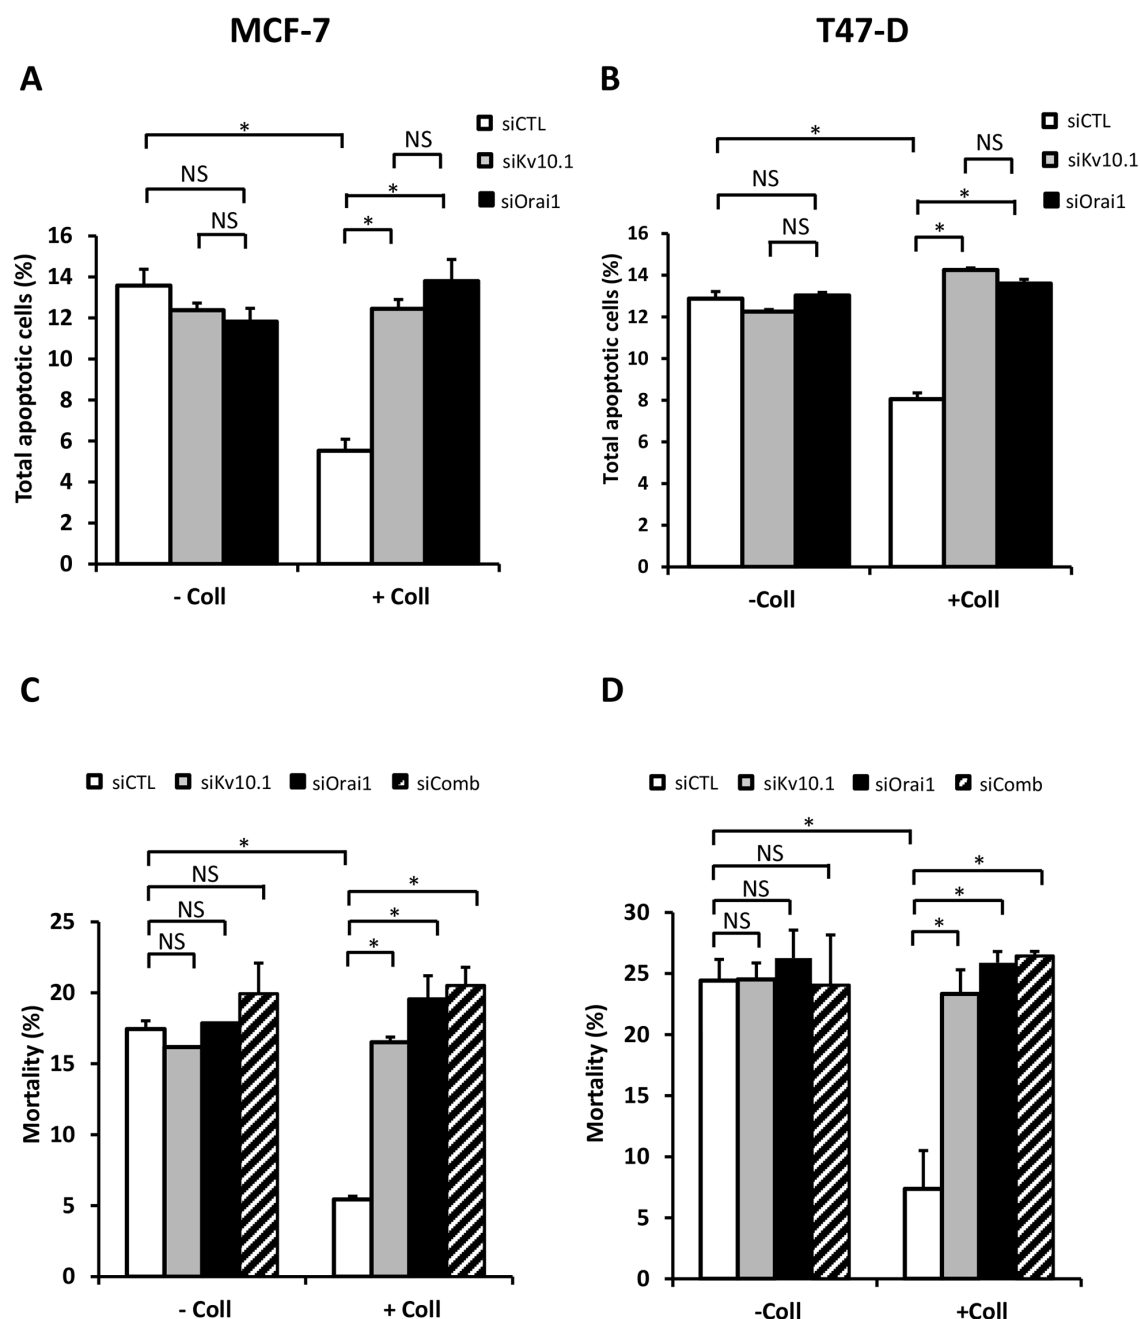 MCF-7
T47-D
A
B
siCTL
siKv10.1
siOrai1
*
NS
NS
*
NS
*
Total apoptotic cells (%)
16
14
12
10
8
6
4
2
0
- Coll
+ Coll
siCTL
siKv10.1
siOrai1
*
NS
NS
*
NS
*
Total apoptotic cells (%)
16
14
12
10
8
6
4
2
0
-Coll
+Coll
C
D
siCTL siKv10.1 siOrai1 siComb
*
NS
*
NS
*
NS
*
Mortality (%)
25
20
15
10
5
0
- Coll
+ Coll
siCTL siKv10.1 siOrai1 siComb
*
NS
*
NS
*
NS
*
Mortality (%)
30
25
20
15
10
5
0
-Coll
+Coll